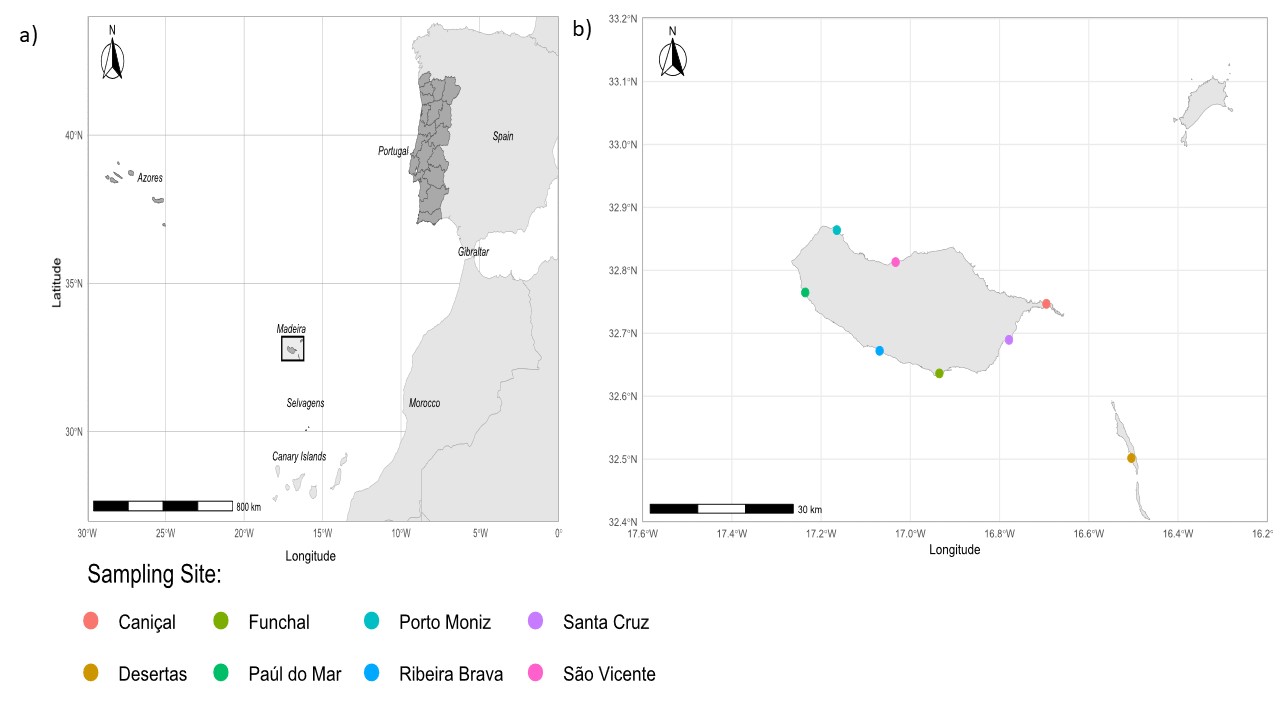 a)
N
40°N
35°N
30°N
Latitude
Portugal
Spain
Azores
Gibraltar
Madeira
Selvagens
Morocco
Canary Islands
800 km
30°W 25°W 20°W 15°W 10°W 5°W 0°
Longitude
b)
N
33.2°N
33.1°N
33.0°N
32.9°N
32.8°N
32.7°N
32.6°N
32.5°N
32.4°N
30 km
17.6°W 17.4°W 17.2°W 17.0°W 16.8°W 16.6°W 16.4°W 16.2°
Longitude
Sampling Site:
Caniçal Funchal Porto Moniz Santa Cruz
Desertas Paúl do Mar Ribeira Brava São Vicente